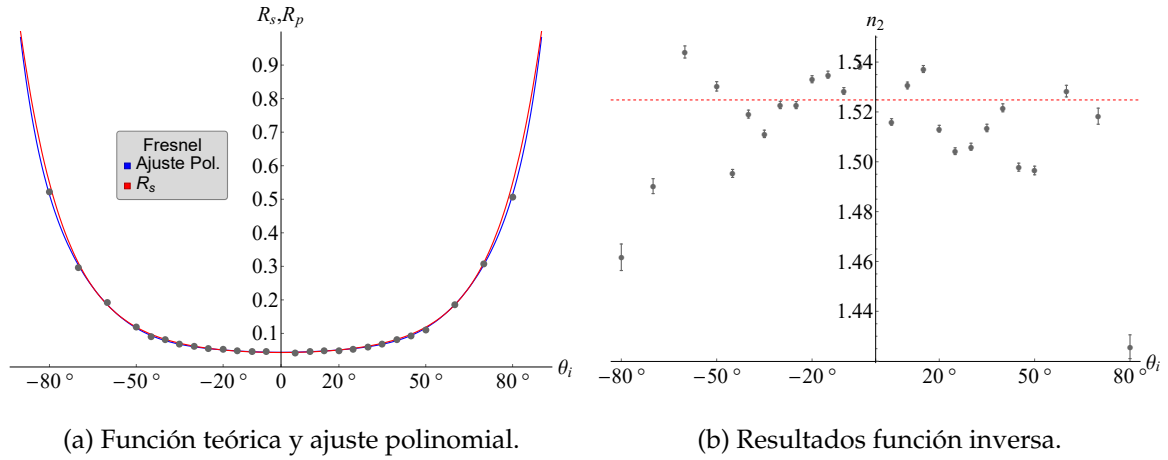 R_s,R_p
0.9
0.8
0.7
0.6
0.5
0.4
0.3
0.2
0.1
Fresnel
Ajuste Pol.
R_s
−80° −50° −20° 0 20° 50° 80° θ_i
(a) Función teórica y ajuste polinomial.
n_2
1.54
1.52
1.50
1.48
1.46
1.44
−80° −50° −20° 20° 50° 80° θ_i
(b) Resultados función inversa.